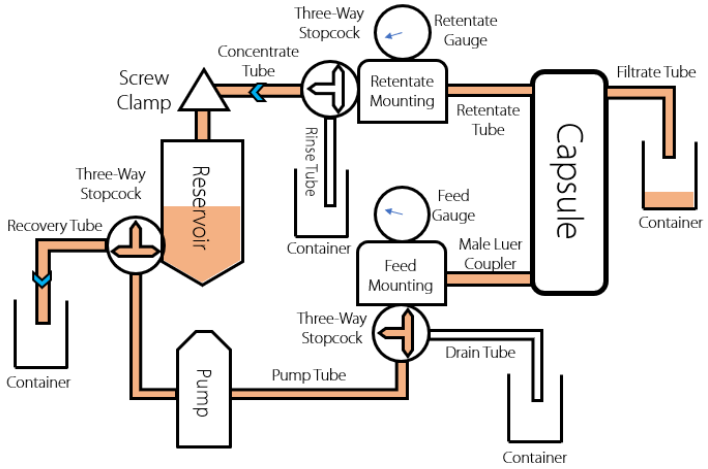 Three-Way
Stopcock
Retentate
Gauge
Concentrate
Tube
Screw
Clamp
Retentate
Mounting
Filtrate Tube
Retentate
Tube
Rinse Tube
Capsule
Reservoir
Three-Way
Stopcock
Feed
Gauge
Container
Recovery Tube
Container
Male Luer
Coupler
Feed
Mounting
Three-Way
Stopcock
Drain Tube
Container
Pump
Pump Tube
Container